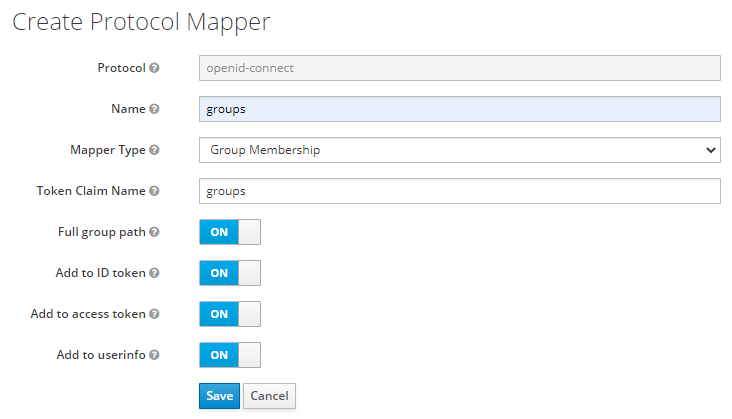 Create Protocol Mapper
Protocol openid-connect
Name groups
Mapper Type Group Membership
Token Claim Name groups
Full group path ON
Add to ID token ON
Add to access token ON
Add to userinfo ON
Save Cancel